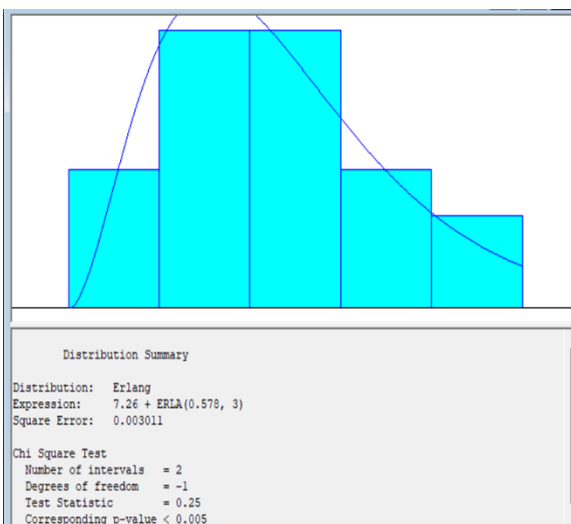 Distribution Summary
Distribution: Erlang
Expression: 7.26 + ERLA(0.578, 3)
Square Error: 0.003011
Chi Square Test
Number of intervals = 2
Degrees of freedom = -1
Test Statistic = 0.25
Corresponding p-value < 0.005